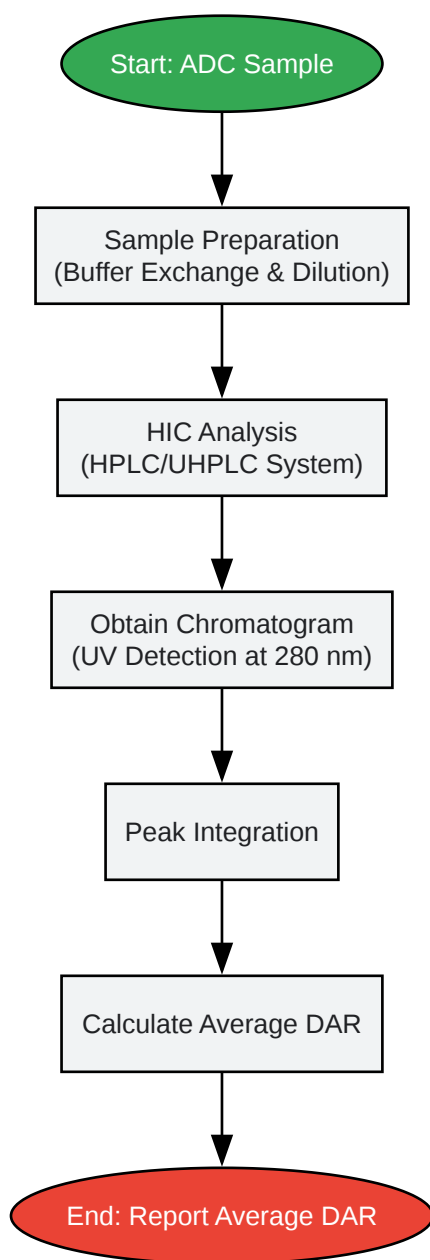 Start: ADC Sample
Sample Preparation
(Buffer Exchange & Dilution)
HIC Analysis
(HPLC/UHPLC System)
Obtain Chromatogram
(UV Detection at 280 nm)
Peak Integration
Calculate Average DAR
End: Report Average DAR